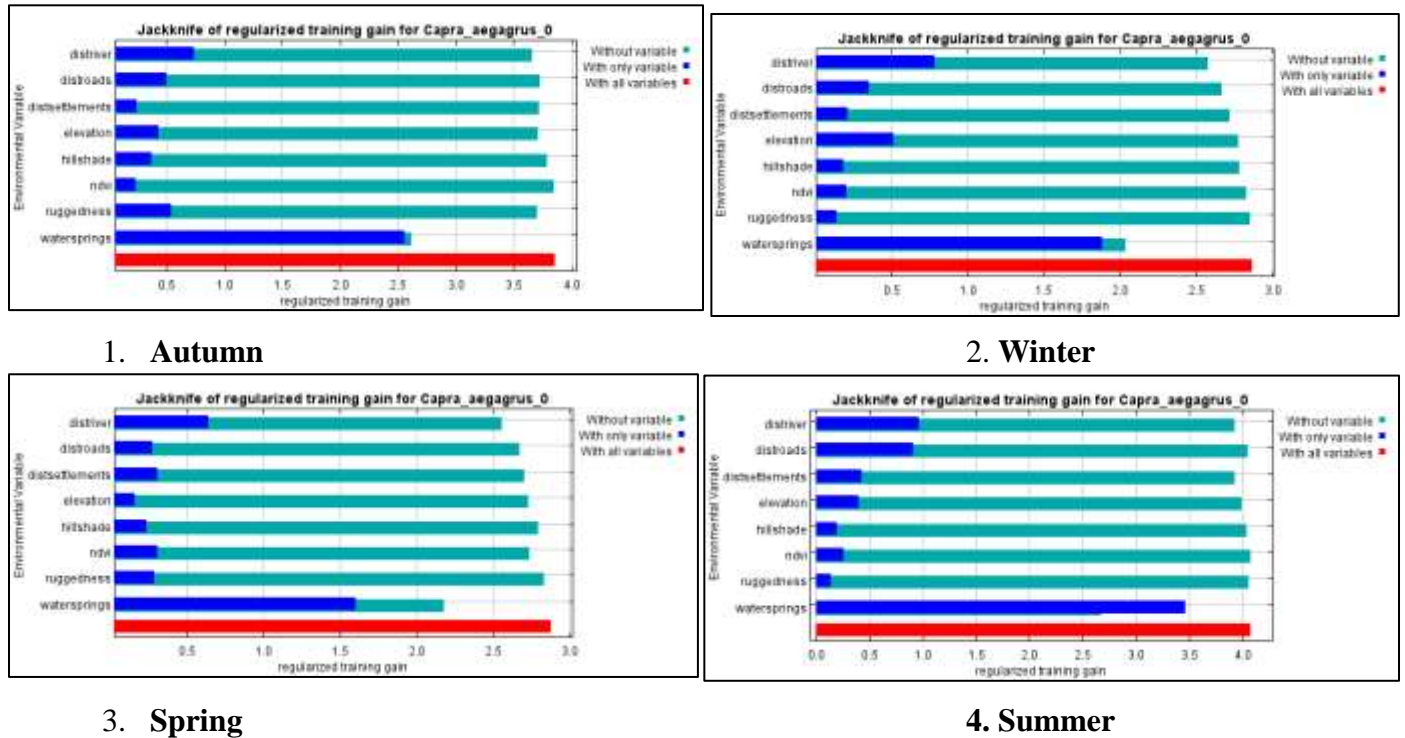 Jackknife of regularized training gain for Capra_aegagrus_0
Environmental Variable
distriver
distroads
distsettlements
elevation
hillshade
ndvi
ruggedness
watersprings
Without variable
With only variable
With all variables
0.5 1.0 1.5 2.0 2.5 3.0 3.5 4.0
regularized training gain
Jackknife of regularized training gain for Capra_aegagrus_0
Environmental Variable
distriver
distroads
distsettlements
elevation
hillshade
ndvi
ruggedness
watersprings
Without variable
With only variable
With all variables
0.5 1.0 1.5 2.0 2.5 3.0
regularized training gain
1. Autumn
2. Winter
Jackknife of regularized training gain for Capra_aegagrus_0
Environmental Variable
distriver
distroads
distsettlements
elevation
hillshade
ndvi
ruggedness
watersprings
Without variable
With only variable
With all variables
0.5 1.0 1.5 2.0 2.5 3.0
regularized training gain
Jackknife of regularized training gain for Capra_aegagrus_0
Environmental Variable
distriver
distroads
distsettlements
elevation
hillshade
ndvi
ruggedness
watersprings
Without variable
With only variable
With all variables
0.0 0.5 1.0 1.5 2.0 2.5 3.0 3.5 4.0
regularized training gain
3. Spring
4. Summer